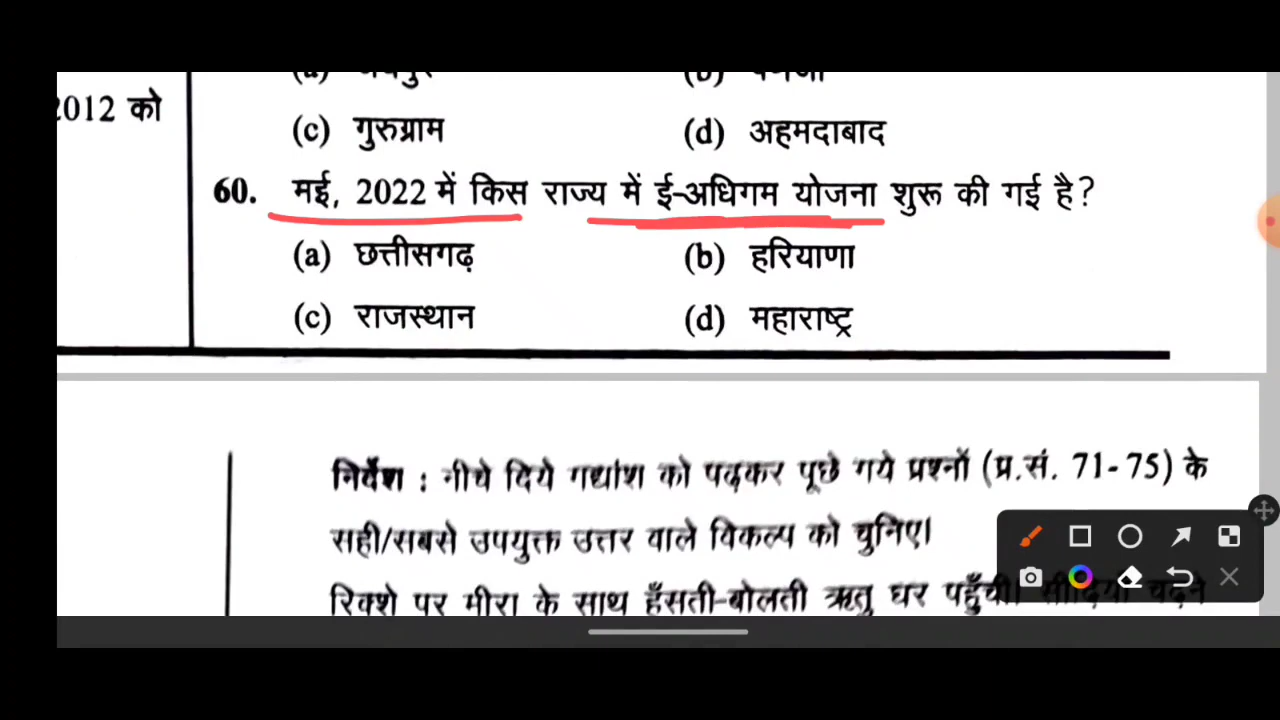 2012 को
(c) गुरुग्राम (d) अहमदाबाद
60. मई, 2022 में किस राज्य में ई-अधिगम योजना शुरू की गई है?
(a) छत्तीसगढ़ (b) हरियाणा
(c) राजस्थान (d) महाराष्ट्र
निर्देश : नीचे दिये गद्यांश को पढ़कर पूछे गये प्रश्नों (प्र.सं. 71-75) के
सही/सबसे उपयुक्त उत्तर वाले विकल्प को चुनिए।
रिक्शे पर मीरा के साथ हँसती-बोलती ऋतु घर पहुँची। सीढ़ियाँ चढ़ने